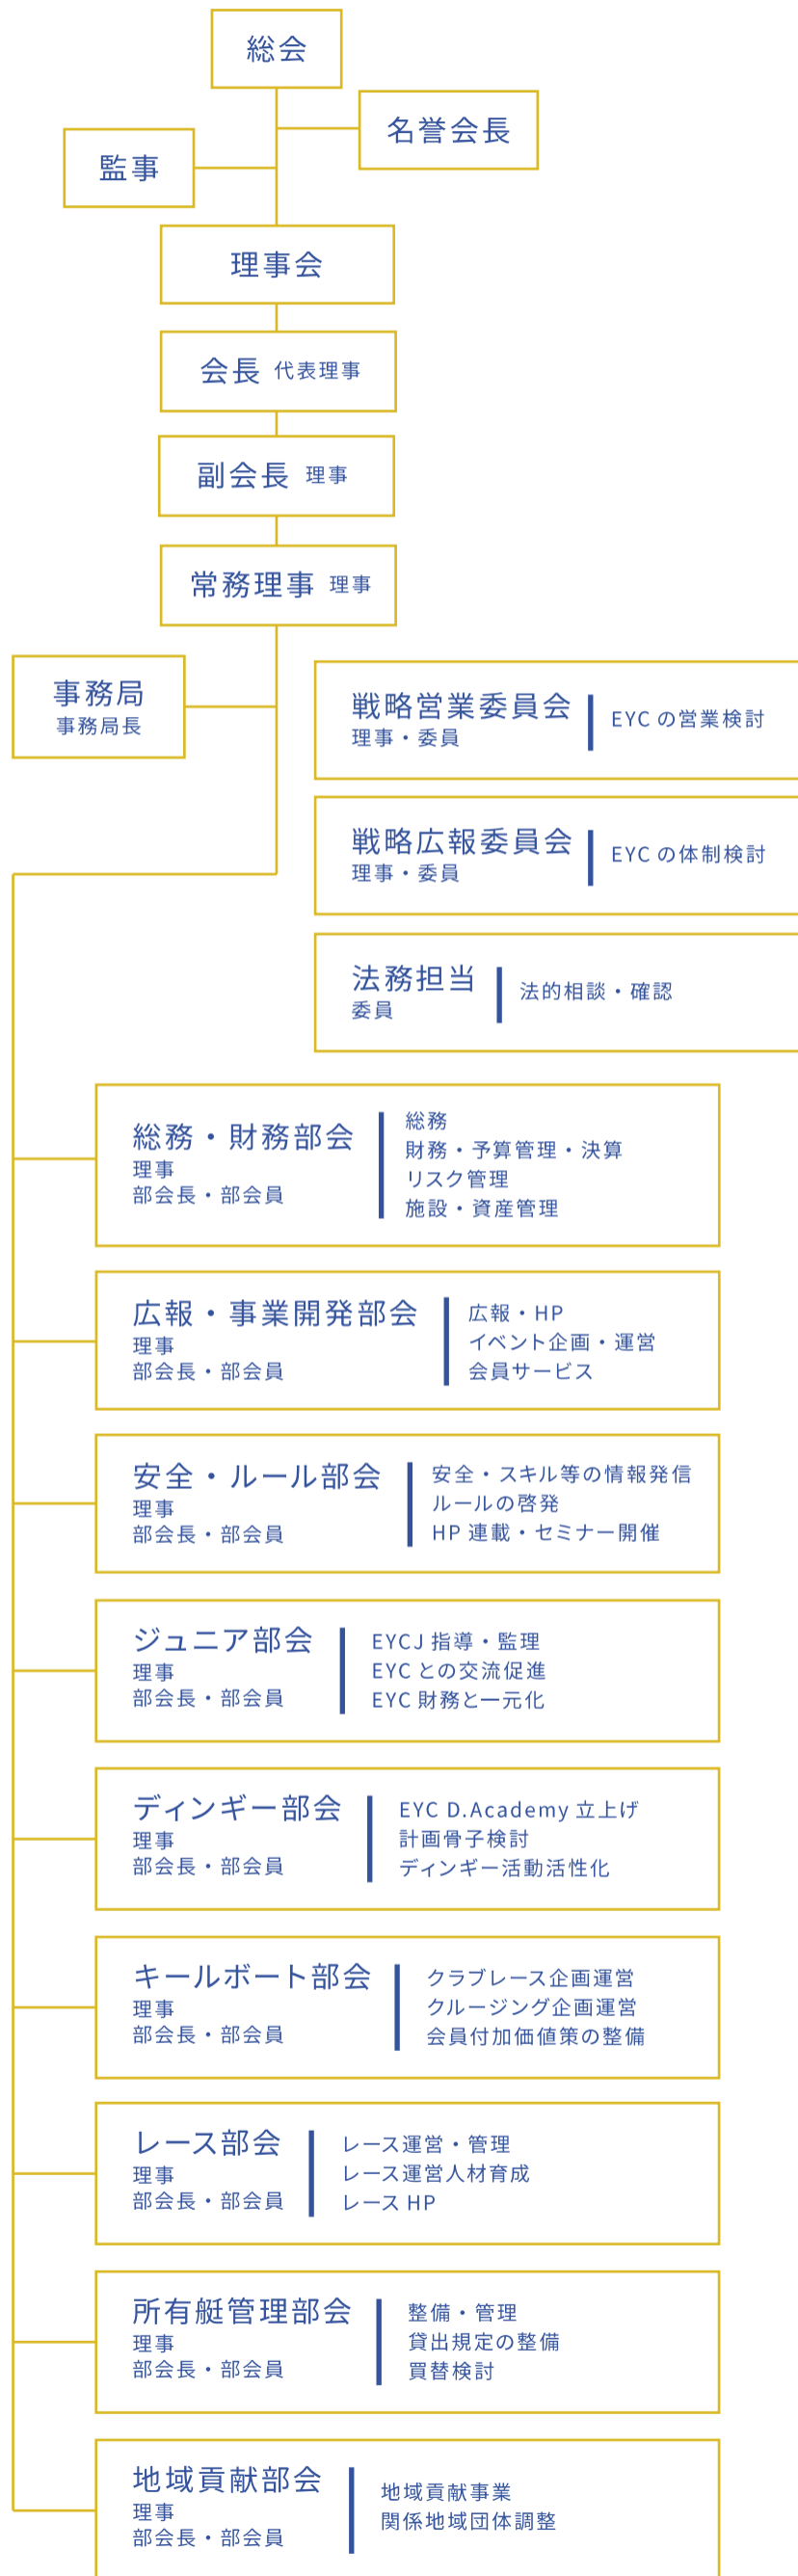 総会
名誉会長
監事
理事会
会長 代表理事
副会長 理事
常務理事 理事
事務局
事務局長
戦略営業委員会
理事・委員
EYC の営業検討
戦略広報委員会
理事・委員
EYC の体制検討
法務担当
委員
法的相談・確認
総務・財務部会
理事
部会長・部会員
総務
財務・予算管理・決算
リスク管理
施設・資産管理
広報・事業開発部会
理事
部会長・部会員
広報・HP
イベント企画・運営
会員サービス
安全・ルール部会
理事
部会長・部会員
安全・スキル等の情報発信
ルールの啓発
HP 連載・セミナー開催
ジュニア部会
理事
部会長・部会員
EYCJ 指導・監理
EYC との交流促進
EYC 財務と一元化
ディンギー部会
理事
部会長・部会員
EYC D.Academy 立上げ
計画骨子検討
ディンギー活動活性化
キールボート部会
理事
部会長・部会員
クラブレース企画運営
クルージング企画運営
会員付加価値策の整備
レース部会
理事
部会長・部会員
レース運営・管理
レース運営人材育成
レース HP
所有艇管理部会
理事
部会長・部会員
整備・管理
貸出規定の整備
買替検討
地域貢献部会
理事
部会長・部会員
地域貢献事業
関係地域団体調整